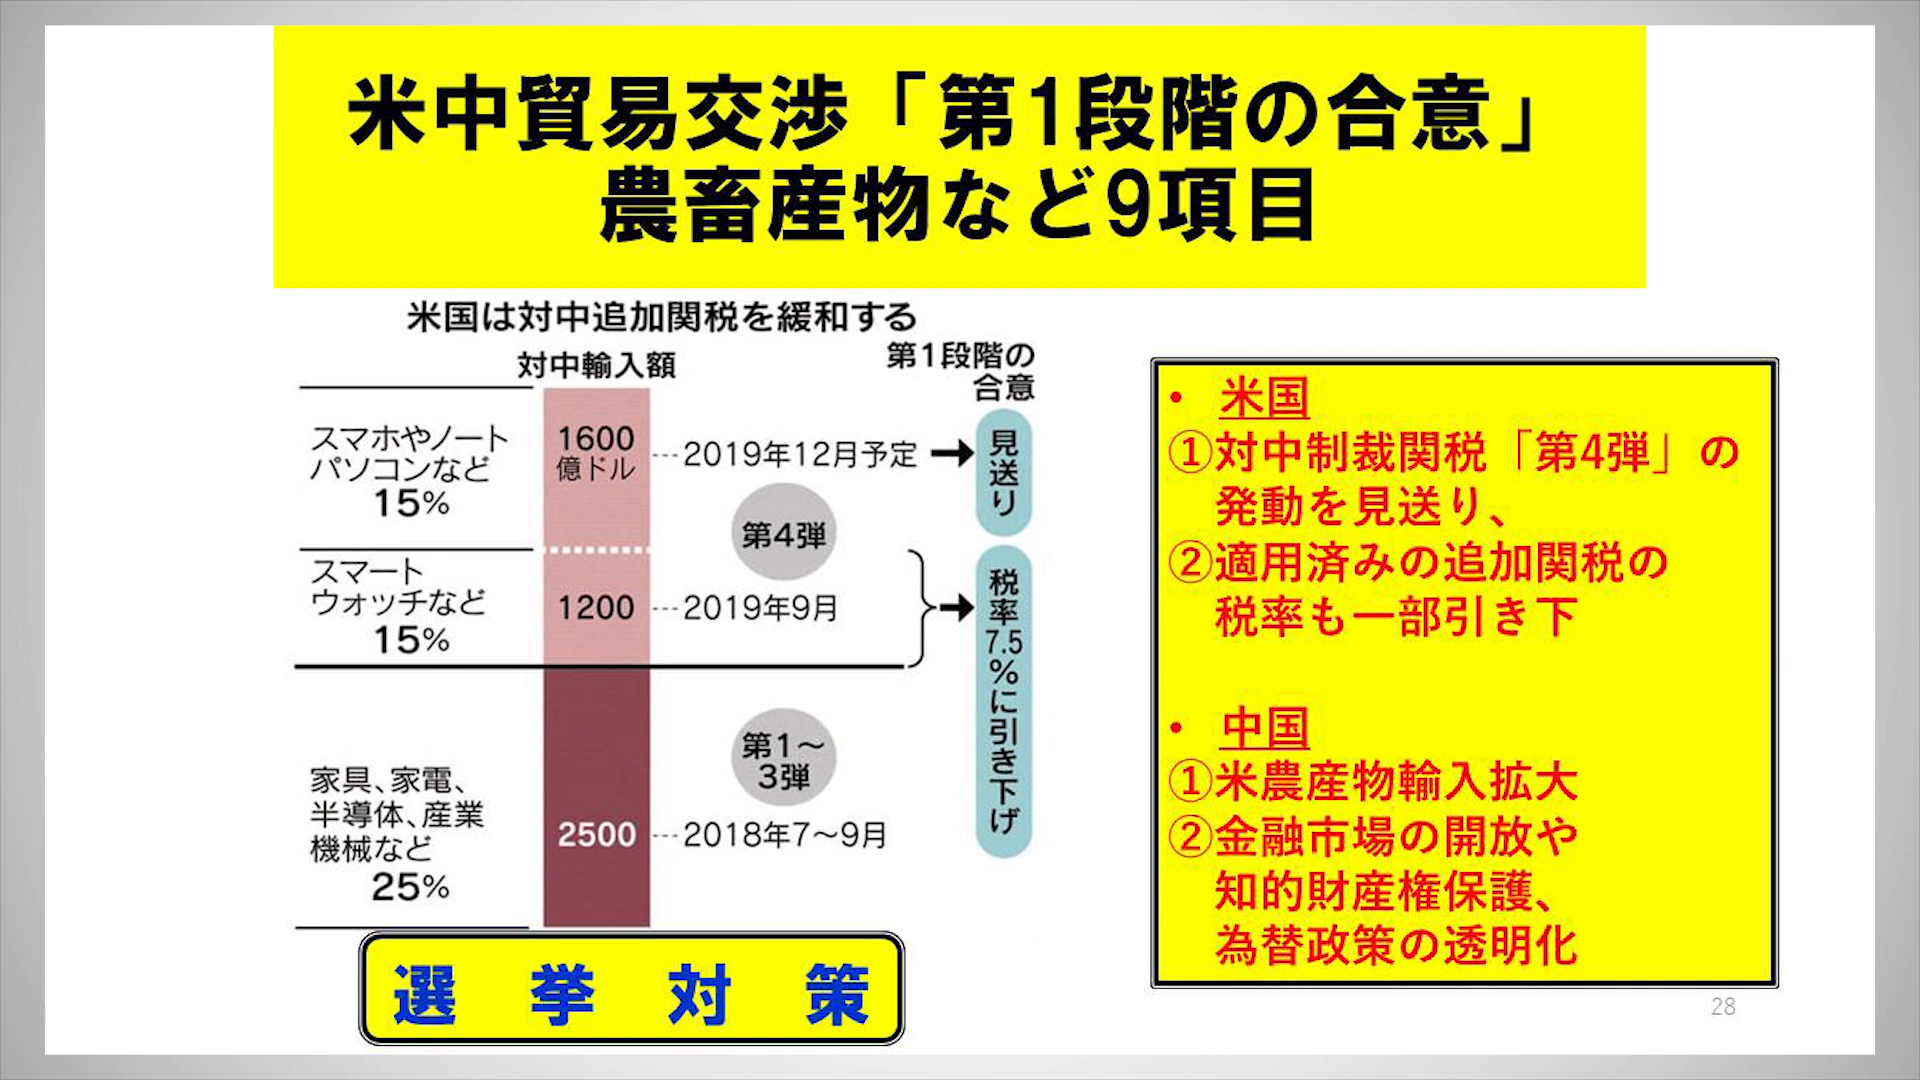 米中貿易交渉「第1段階の合意」
農畜産物など9項目
米国は対中追加関税を緩和する
対中輸入額
第1段階の
合意
スマホやノート
パソコンなど
15%
1600
億ドル
2019年12月予定
見送り
第4弾
スマート
ウォッチなど
15%
1200
2019年9月
税率7.5%に引き下げ
第1～
3弾
家具、家電、
半導体、産業
機械など
25%
2500
2018年7～9月
選挙対策
• 米国
①対中制裁関税「第4弾」の
発動を見送り、
②適用済みの追加関税の
税率も一部引き下
• 中国
①米農産物輸入拡大
②金融市場の開放や
知的財産権保護、
為替政策の透明化
28